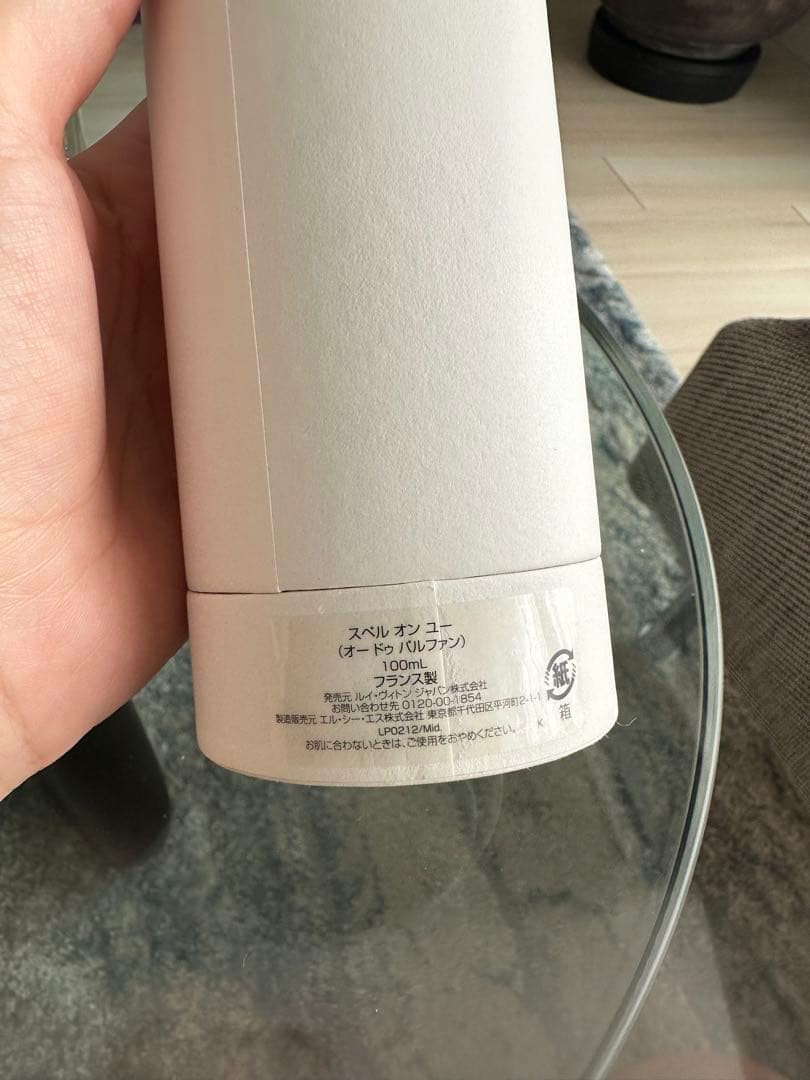 スペル オン ユー
(オー ドゥ パルファン)
100mL
フランス製
発売元 ルイ・ヴィトン ジャパン株式会社
お問い合わせ先 0120-00-1854
製造販売元 エル・シー・エス株式会社 東京都千代田区平河町2-1-1
LP0212/Mid.
お肌に合わないときは、ご使用をおやめください。
K
紙
箱